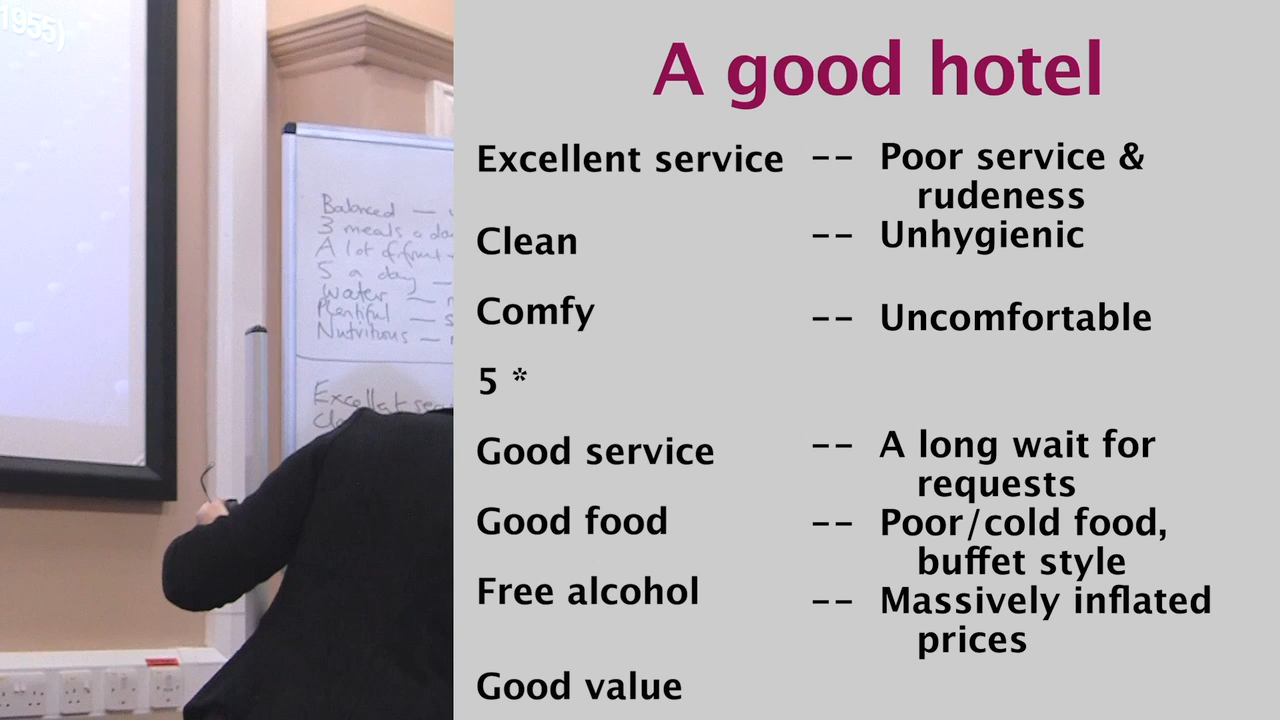 1955)
Balanced —
3 meals a day
A lot of fruit
5 a day —
Water —
Plentiful —
Nutritious —
Excellent
A good hotel
Excellent service -- Poor service &
rudeness
Clean -- Unhygienic
Comfy -- Uncomfortable
5 *
Good service -- A long wait for
requests
Good food -- Poor/cold food,
buffet style
Free alcohol -- Massively inflated
prices
Good value